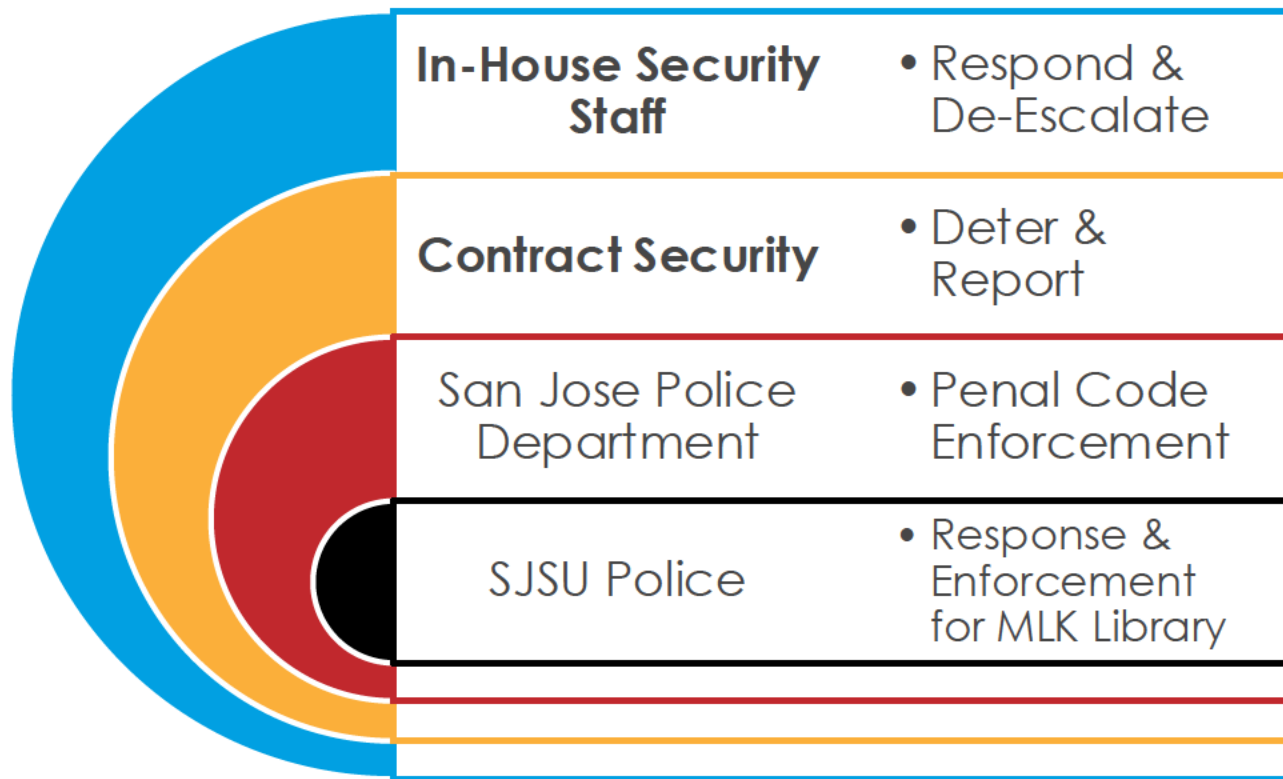 In-House Security
Staff
• Respond &
De-Escalate
Contract Security
• Deter &
Report
San Jose Police
Department
• Penal Code
Enforcement
SJSU Police
• Response &
Enforcement
for MLK Library